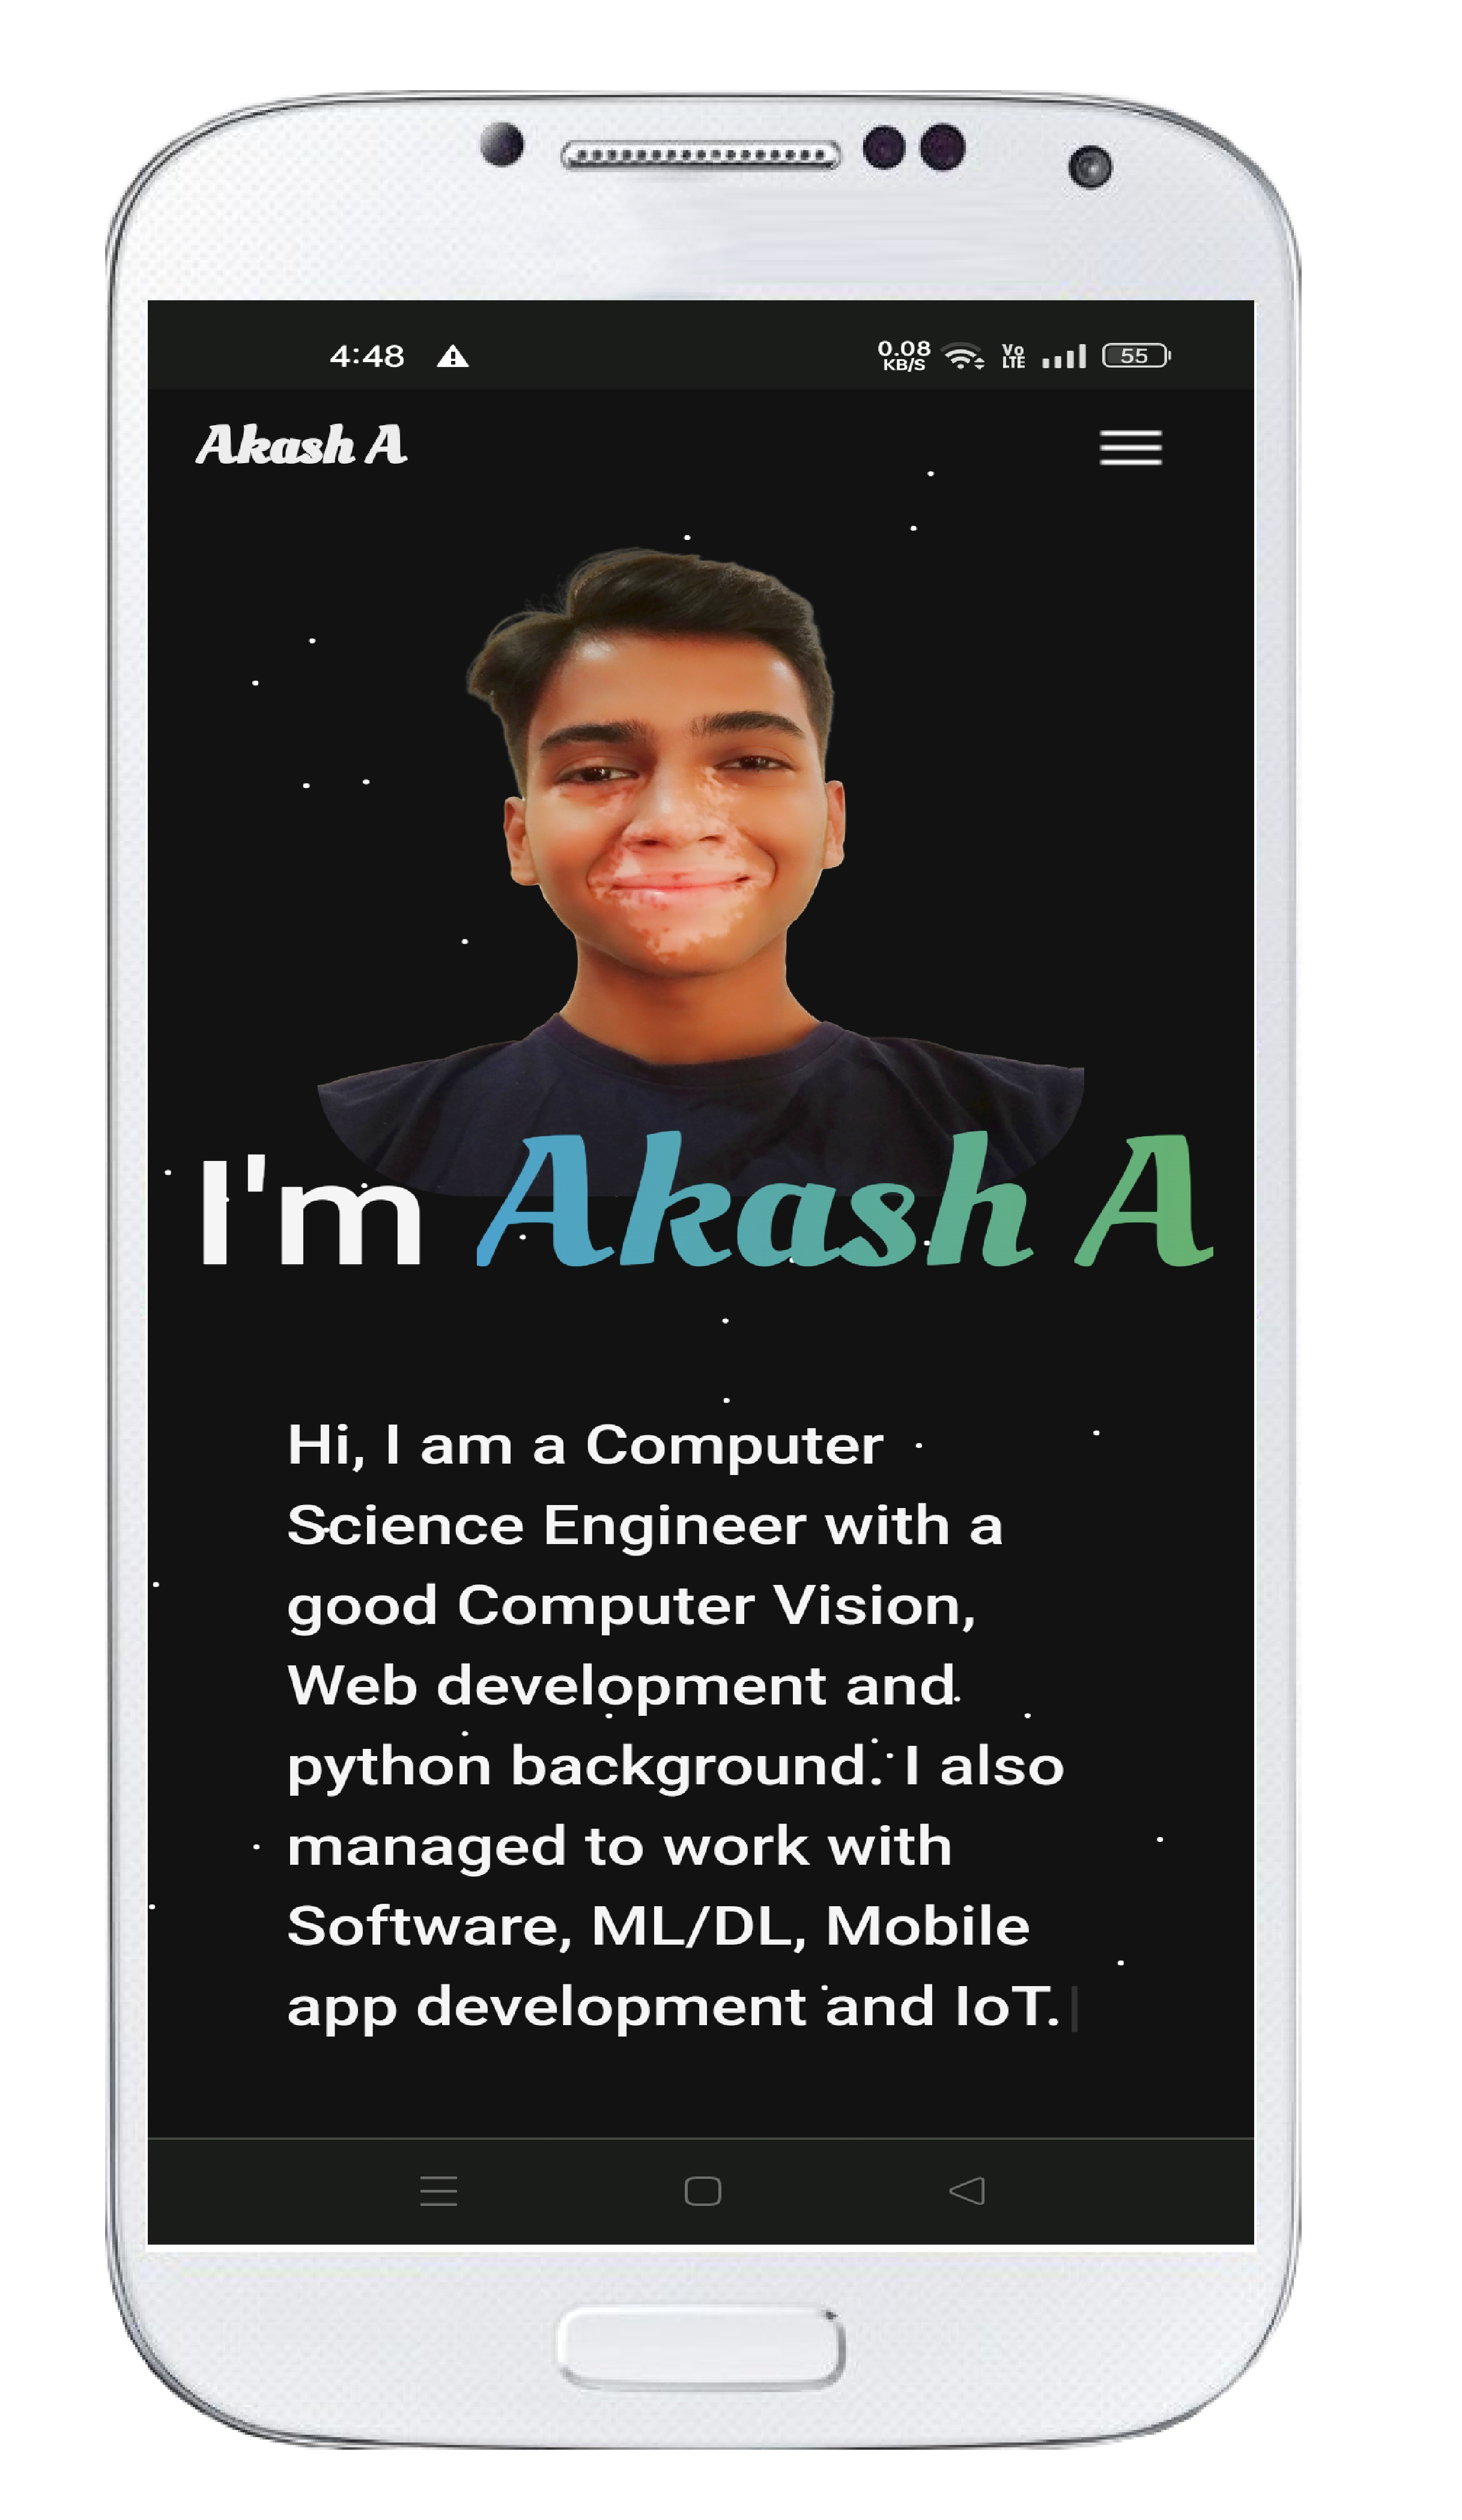 4:48
0.08
KB/S
Vo
LTE
55
Akash A
I'm Akash A
Hi, I am a Computer
Science Engineer with a
good Computer Vision,
Web development and
python background. I also
managed to work with
Software, ML/DL, Mobile
app development and IoT.